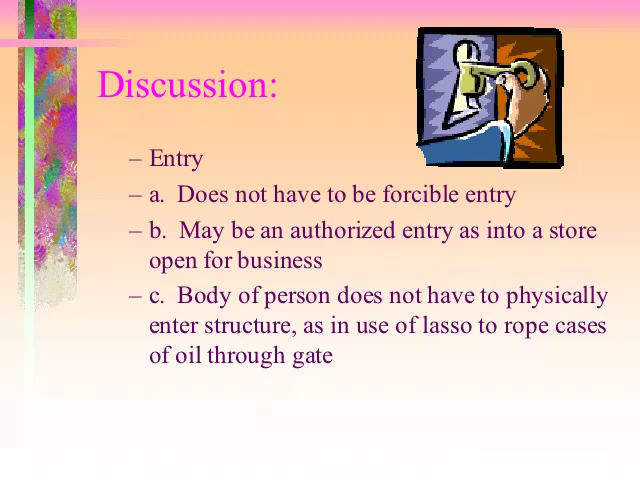 Discussion:
– Entry
– a.  Does not have to be forcible entry
– b.  May be an authorized entry as into a store
open for business
– c.  Body of person does not have to physically
enter structure, as in use of lasso to rope cases
of oil through gate